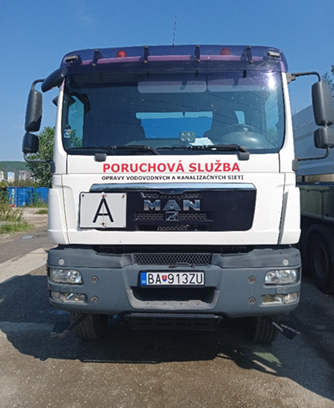 PORUCHOVÁ SLUŽBA
OPRAVY VODOVODNÝCH A KANALIZAČNÝCH SIETÍ
A
MAN
BA 913ZU